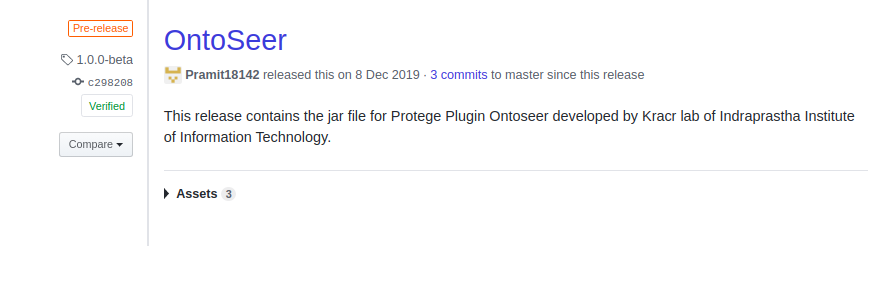 Pre-release
1.0.0-beta
c298208
Verified
Compare
OntoSeer
Pramit18142 released this on 8 Dec 2019 · 3 commits to master since this release
This release contains the jar file for Protege Plugin Ontoseer developed by Kracr lab of Indraprastha Institute
of Information Technology.
Assets 3